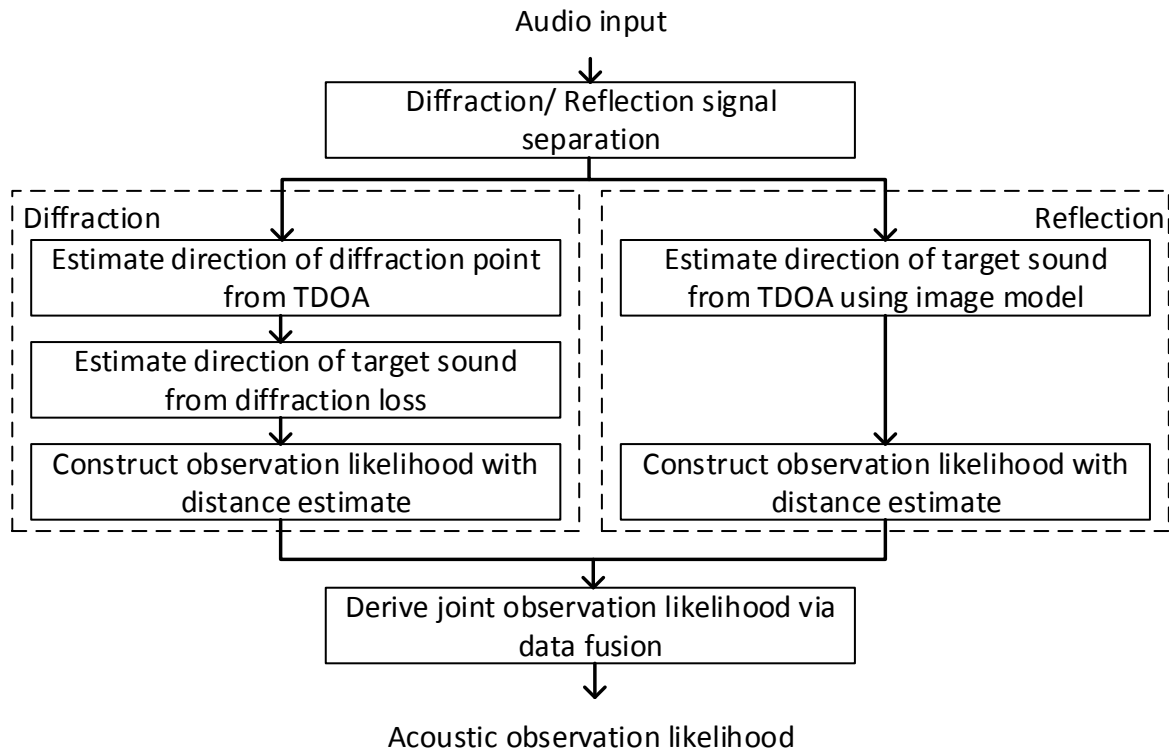 Audio input
Diffraction/ Reflection signal
separation
Diffraction
Estimate direction of diffraction point
from TDOA
Estimate direction of target sound
from diffraction loss
Construct observation likelihood with
distance estimate
Reflection
Estimate direction of target sound
from TDOA using image model
Construct observation likelihood with
distance estimate
Derive joint observation likelihood via
data fusion
Acoustic observation likelihood